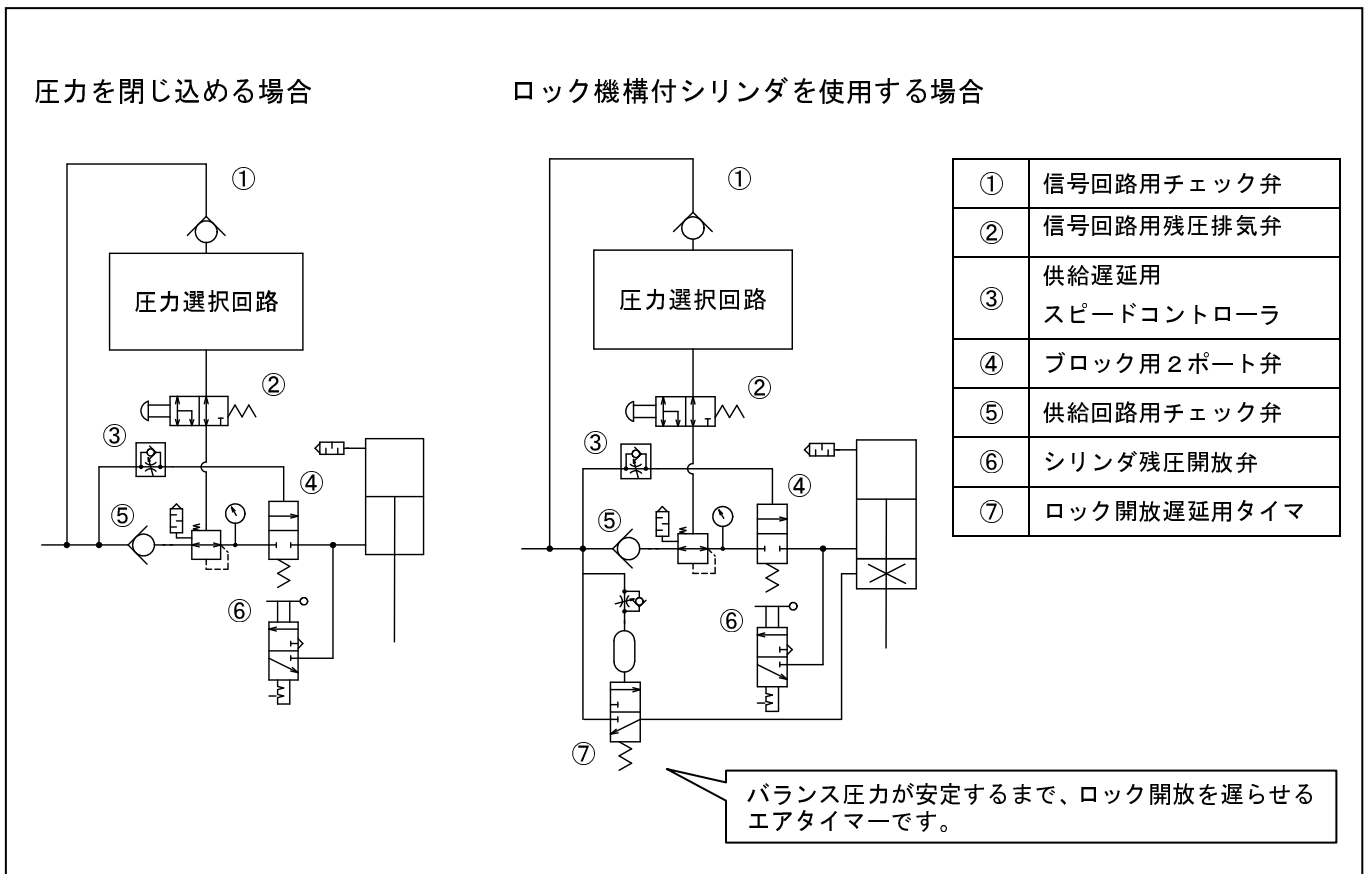 圧力を閉じ込める場合
①
圧力選択回路
②
③
④
⑤
⑥
ロック機構付シリンダを使用する場合
①
圧力選択回路
②
③
④
⑤
⑥
⑦
バランス圧力が安定するまで、ロック開放を遅らせる
エアタイマーです。
① 信号回路用チェック弁
② 信号回路用残圧排気弁
③ 供給遅延用
スピードコントローラ
④ ブロック用２ポート弁
⑤ 供給回路用チェック弁
⑥ シリンダ残圧開放弁
⑦ ロック開放遅延用タイマ